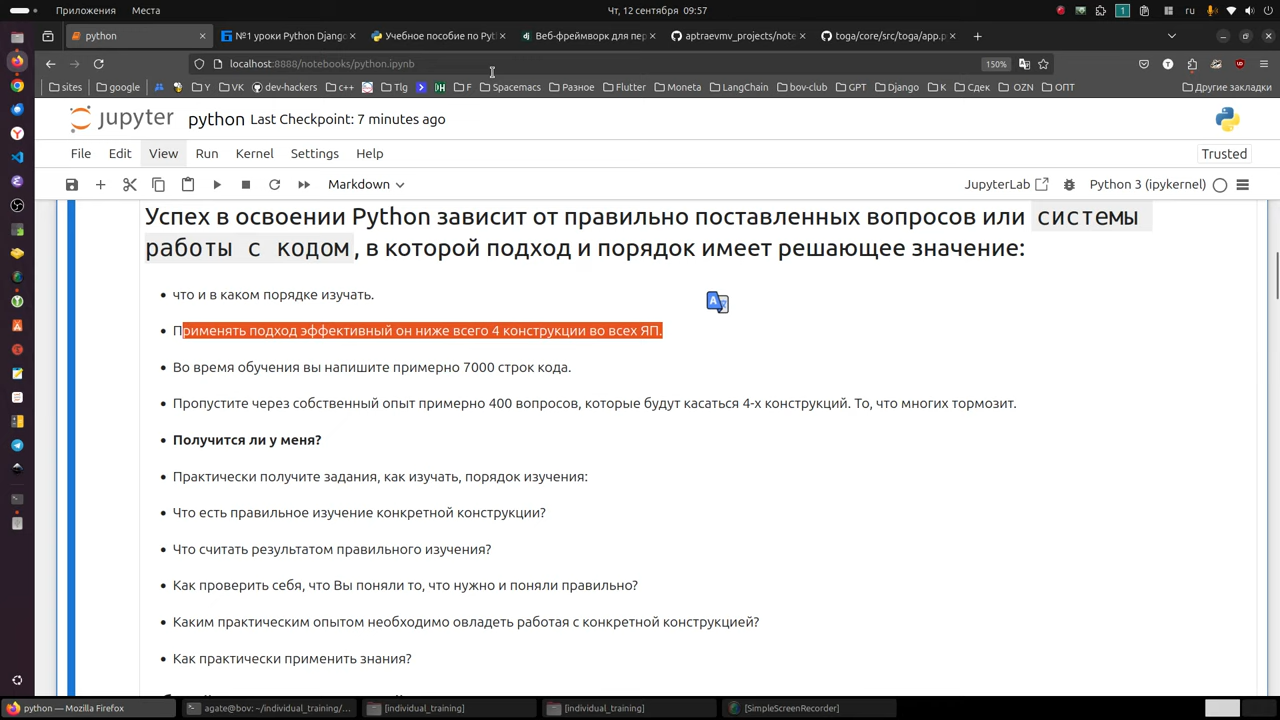 Приложения Места
Чт, 12 сентября 09:57
1 ru
python
№1 уроки Python Djang
Учебное пособие по Pyt
Веб-фреймворк для пер
aptraevmv_projects/note
toga/core/src/toga/app.p
localhost:8888/notebooks/python.ipynb
150%
sites google Y VK dev-hackers c++ Tlg F Spacemacs Разное Flutter Moneta LangChain bov-club GPT Django K Сдек OZN ОПТ Другие закладки
jupyter python Last Checkpoint: 7 minutes ago
File Edit View Run Kernel Settings Help
Trusted
Markdown
JupyterLab Python 3 (ipykernel)
Успех в освоении Python зависит от правильно поставленных вопросов или системы
работы с кодом, в которой подход и порядок имеет решающее значение:
что и в каком порядке изучать.
Применять подход эффективный он ниже всего 4 конструкции во всех ЯП.
Во время обучения вы напишите примерно 7000 строк кода.
Пропустите через собственный опыт примерно 400 вопросов, которые будут касаться 4-х конструкций. То, что многих тормозит.
Получится ли у меня?
Практически получите задания, как изучать, порядок изучения:
Что есть правильное изучение конкретной конструкции?
Что считать результатом правильного изучения?
Как проверить себя, что Вы поняли то, что нужно и поняли правильно?
Каким практическим опытом необходимо овладеть работая с конкретной конструкцией?
Как практически применить знания?
python — Mozilla Firefox
agate@bov: ~/individual_training/...
[individual_training]
[individual_training]
[SimpleScreenRecorder]